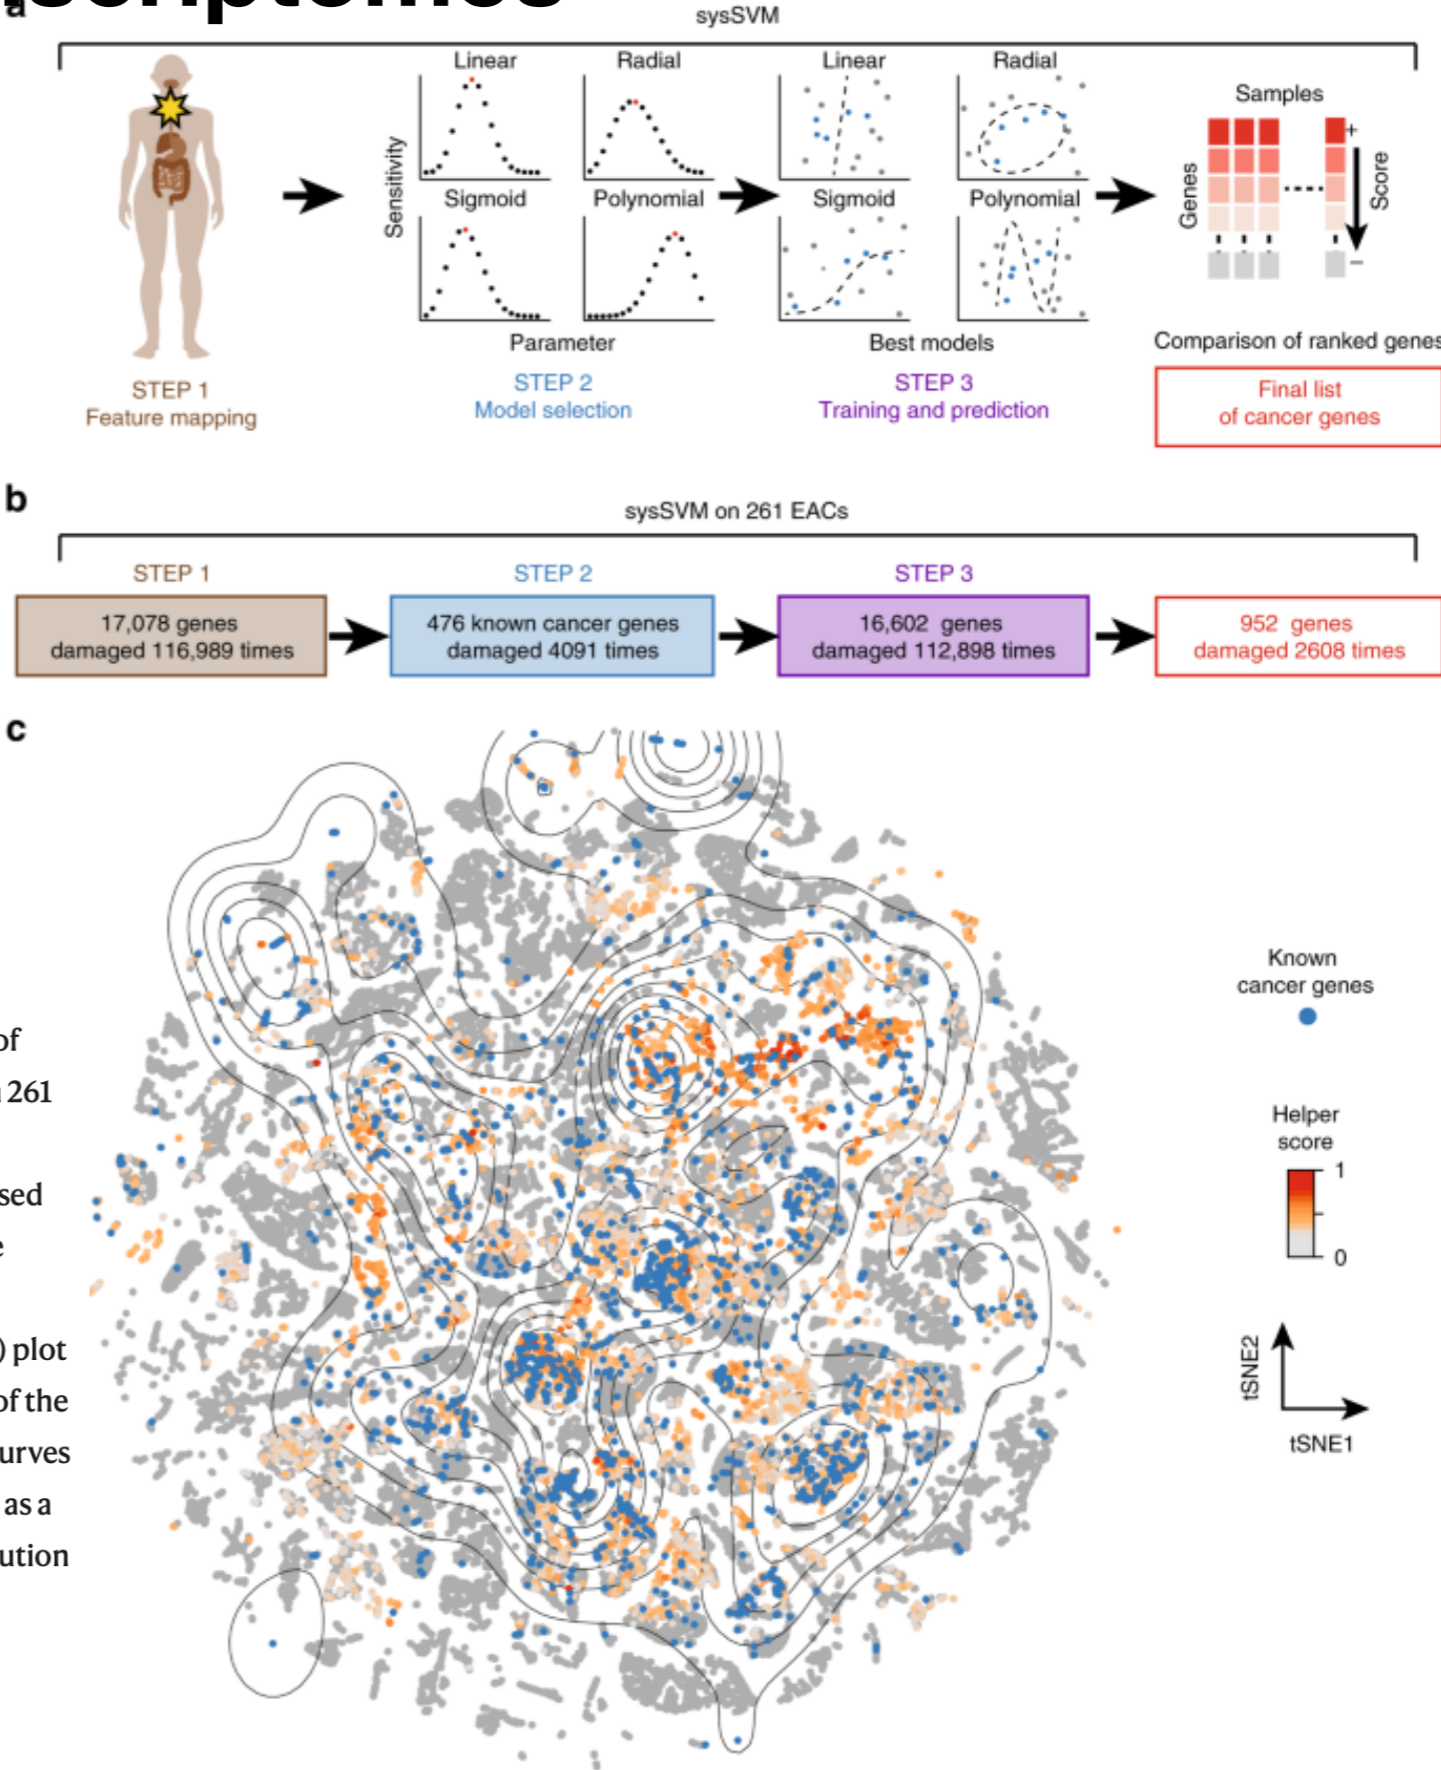 scriptomes
a
sysSVM
Linear
Radial
Linear
Radial
Sensitivity
Sigmoid
Polynomial
Sigmoid
Polynomial
Parameter
Best models
Samples
Genes
+
Score
–
Comparison of ranked genes
STEP 1
Feature mapping
STEP 2
Model selection
STEP 3
Training and prediction
Final list
of cancer genes
b
sysSVM on 261 EACs
STEP 1
STEP 2
STEP 3
17,078 genes
damaged 116,989 times
476 known cancer genes
damaged 4091 times
16,602 genes
damaged 112,898 times
952 genes
damaged 2608 times
c
Known
cancer genes
Helper
score
1
0
tSNE2
tSNE1
of
261
sed
) plot
of the
urves
as a
ution